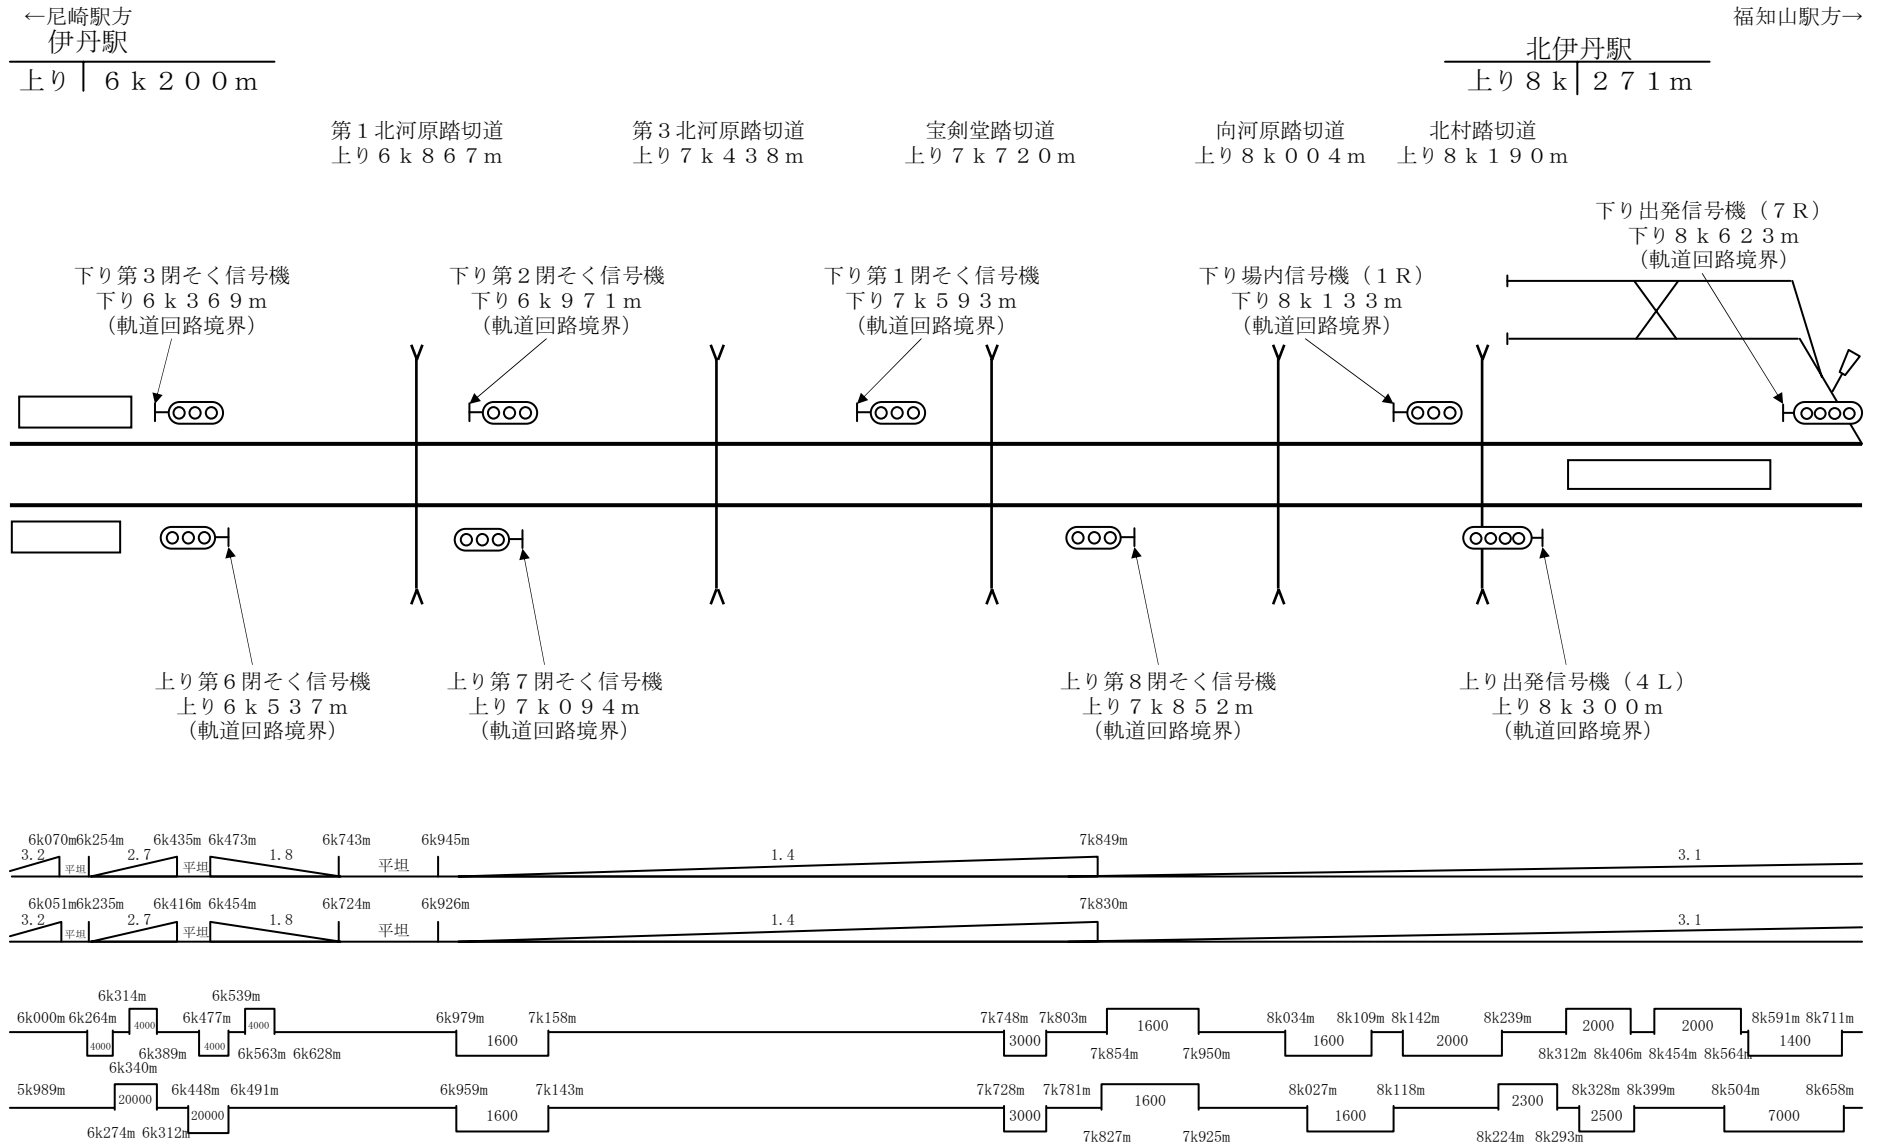 ←尼崎駅方
福知山駅方→
伊丹駅
上り 6k200m
北伊丹駅
上り8k 271m
第1北河原踏切道
上り6k867m
第3北河原踏切道
上り7k438m
宝剣堂踏切道
上り7k720m
向河原踏切道
上り8k004m
北村踏切道
上り8k190m
下り出発信号機(7R)
下り8k623m
(軌道回路境界)
下り第3閉そく信号機
下り6k369m
(軌道回路境界)
下り第2閉そく信号機
下り6k971m
(軌道回路境界)
下り第1閉そく信号機
下り7k593m
(軌道回路境界)
下り場内信号機(1R)
下り8k133m
(軌道回路境界)
上り第6閉そく信号機
上り6k537m
(軌道回路境界)
上り第7閉そく信号機
上り7k094m
(軌道回路境界)
上り第8閉そく信号機
上り7k852m
(軌道回路境界)
上り出発信号機(4L)
上り8k300m
(軌道回路境界)
6k070m 6k254m 6k435m 6k473m 6k743m 6k945m 7k849m
3.2 平坦 2.7 平坦 1.8 平坦 1.4 3.1
6k051m 6k235m 6k416m 6k454m 6k724m 6k926m 7k830m
3.2 平坦 2.7 平坦 1.8 平坦 1.4 3.1
6k314m 6k539m
6k000m 6k264m 6k477m 6k979m 7k158m 7k748m 7k803m 8k034m 8k109m 8k142m 8k239m 8k591m 8k711m
4000 4000 1600 2000 2000
4000 4000 1600 3000 1600 2000 1400
6k389m 6k563m 6k628m 7k854m 7k950m 8k312m 8k406m 8k454m 8k564m
6k340m
5k989m 6k448m 6k491m 6k959m 7k143m 7k728m 7k781m 8k027m 8k118m 8k328m 8k399m 8k504m 8k658m
20000 1600 2300
20000 1600 3000 1600 2500 7000
6k274m 6k312m 7k827m 7k925m 8k224m 8k293m